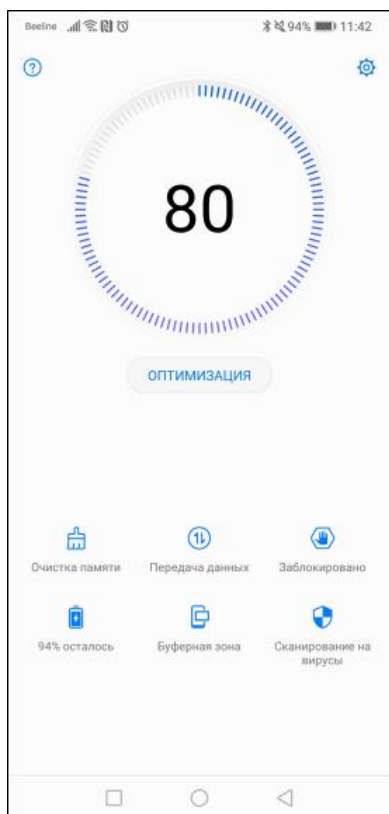 Beeline 94% 11:42
80
ОПТИМИЗАЦИЯ
Очистка памяти Передача данных Заблокировано
94% осталось Буферная зона Сканирование на
вирусы